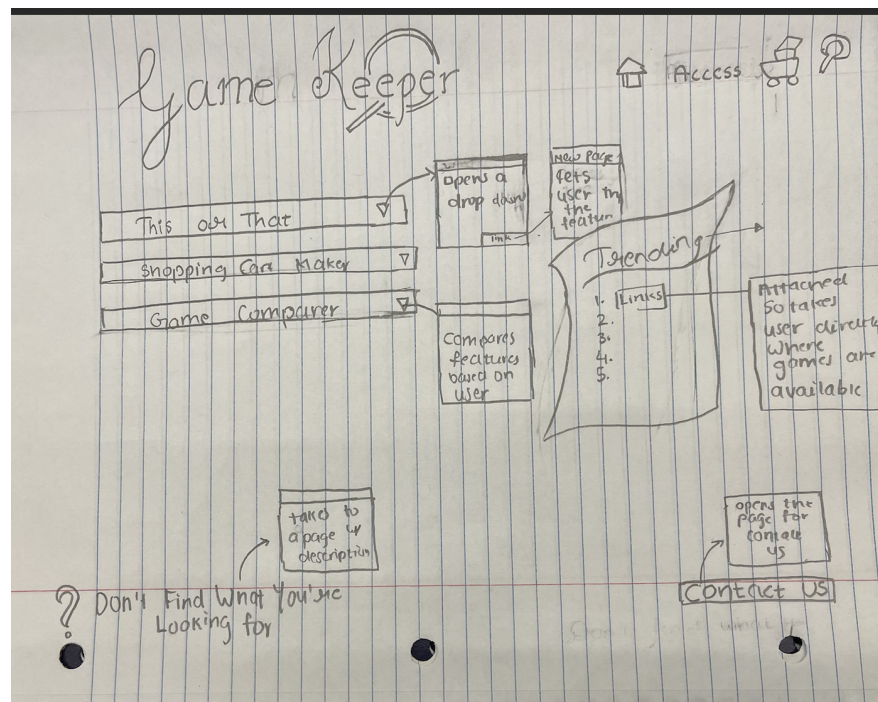 Game Keeper
Access
opens a
drop down
link
New Page
Gets
user to
the
feature
This or That
Shopping Cart Maker
Game Comparer
Compares
features
based on
user
Trending
1. Links
2.
3.
4.
5.
Attached
so takes
user directly
where
games are
available
takes to
a page w
description
opens the
page for
contact
us
? Don't Find What You're
Looking for
Contact Us